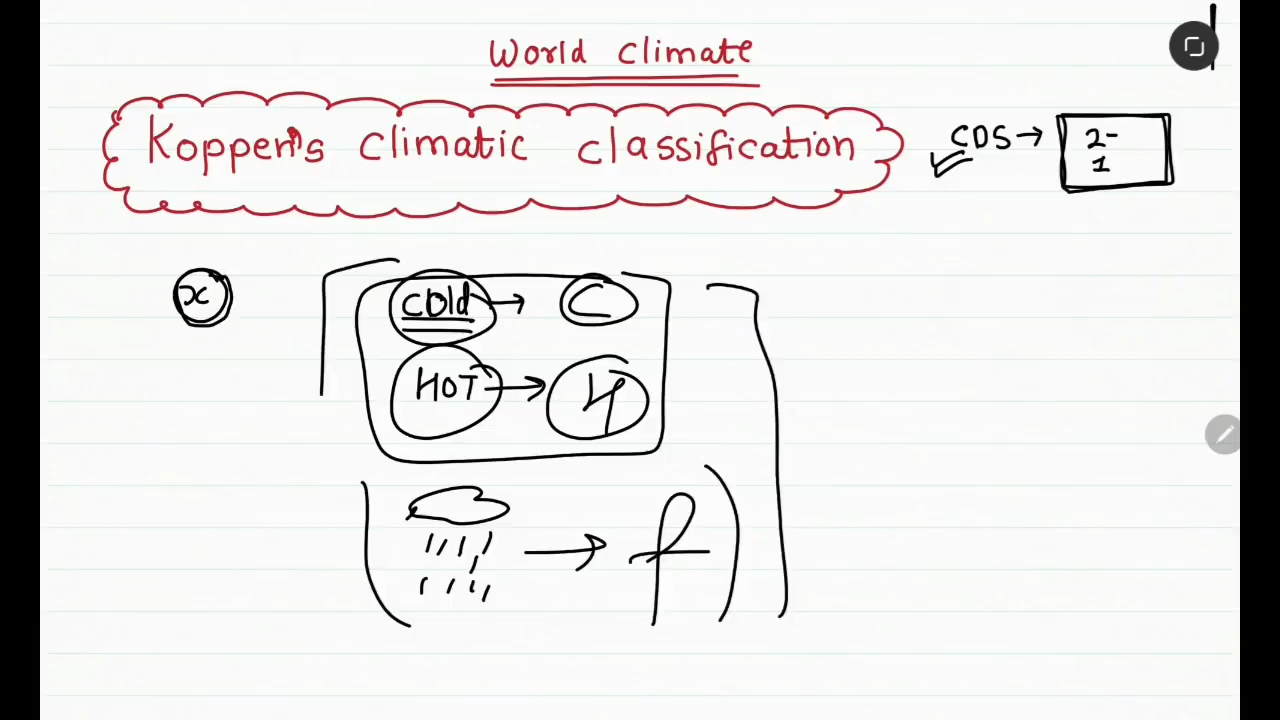 World Climate
Koppen's climatic classification
CDS → 2-
1
x
cold → C
HOT → H
→ f